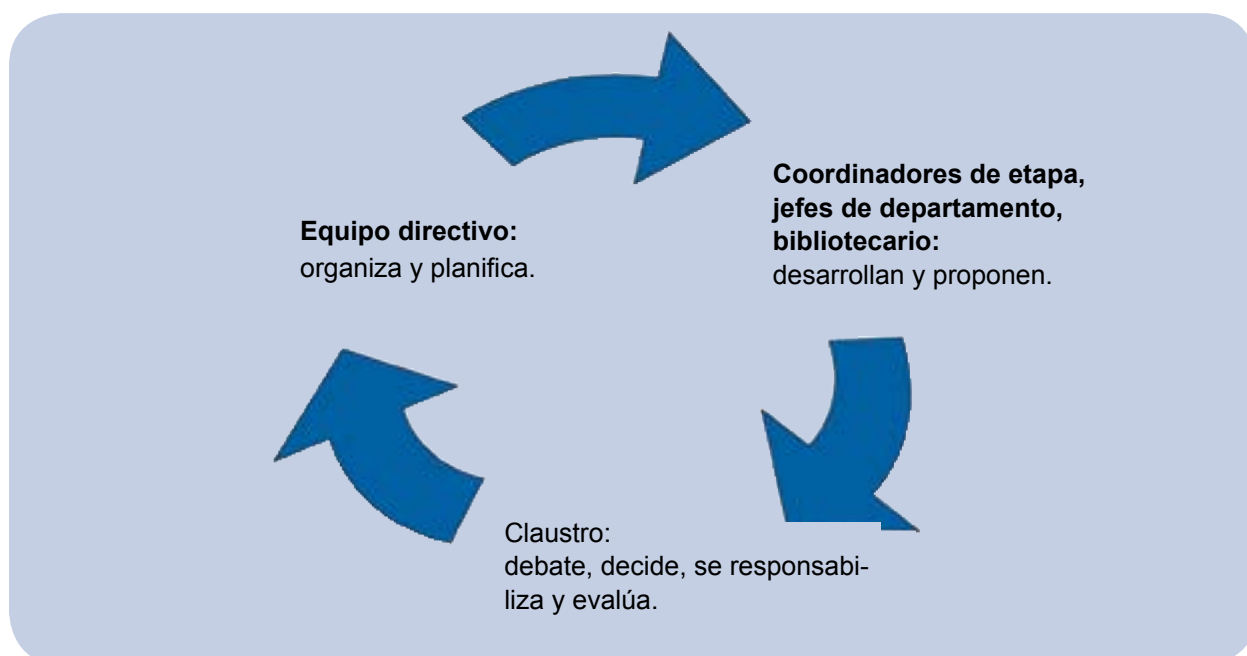 Equipo directivo:
organiza y planifica.
Coordinadores de etapa,
jefes de departamento,
bibliotecario:
desarrollan y proponen.
Claustro:
debate, decide, se responsabi-
liza y evalúa.